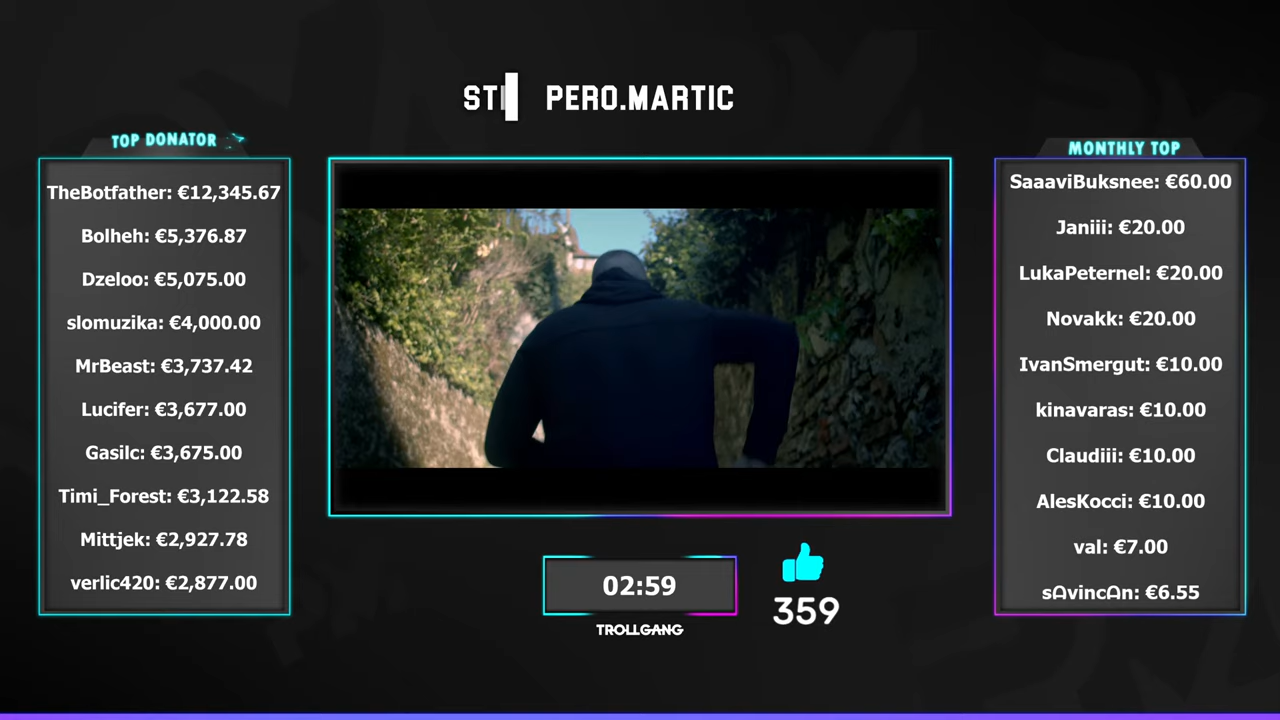 PERO.MARTIC
TOP DONATOR
TheBotfather: €12,345.67
Bolheh: €5,376.87
Dzeloo: €5,075.00
slomuzika: €4,000.00
MrBeast: €3,737.42
Lucifer: €3,677.00
Gasilc: €3,675.00
Timi_Forest: €3,122.58
Mittjek: €2,927.78
verlic420: €2,877.00
02:59
TROLLGANG
359
MONTHLY TOP
SaaaviBuksnee: €60.00
Janiii: €20.00
LukaPeternel: €20.00
Novakk: €20.00
IvanSmergut: €10.00
kinavaras: €10.00
Claudiii: €10.00
AlesKocci: €10.00
val: €7.00
sᗩvincᗩn: €6.55